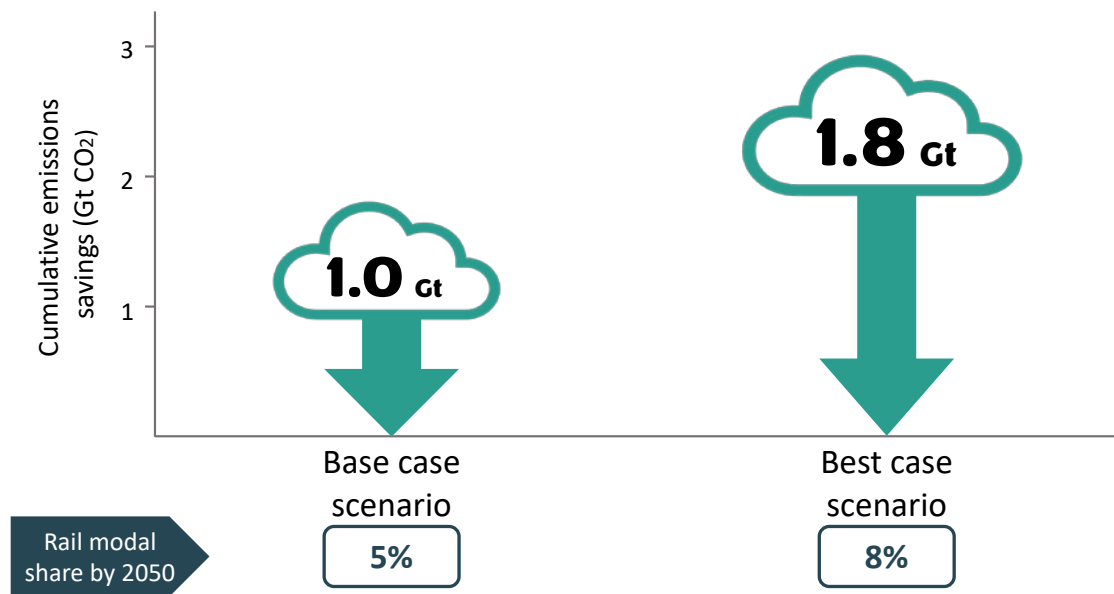 Cumulative emissions
savings (Gt CO2)
3
2
1
1.0 Gt
1.8 Gt
Base case
scenario
Best case
scenario
Rail modal
share by 2050
5%
8%